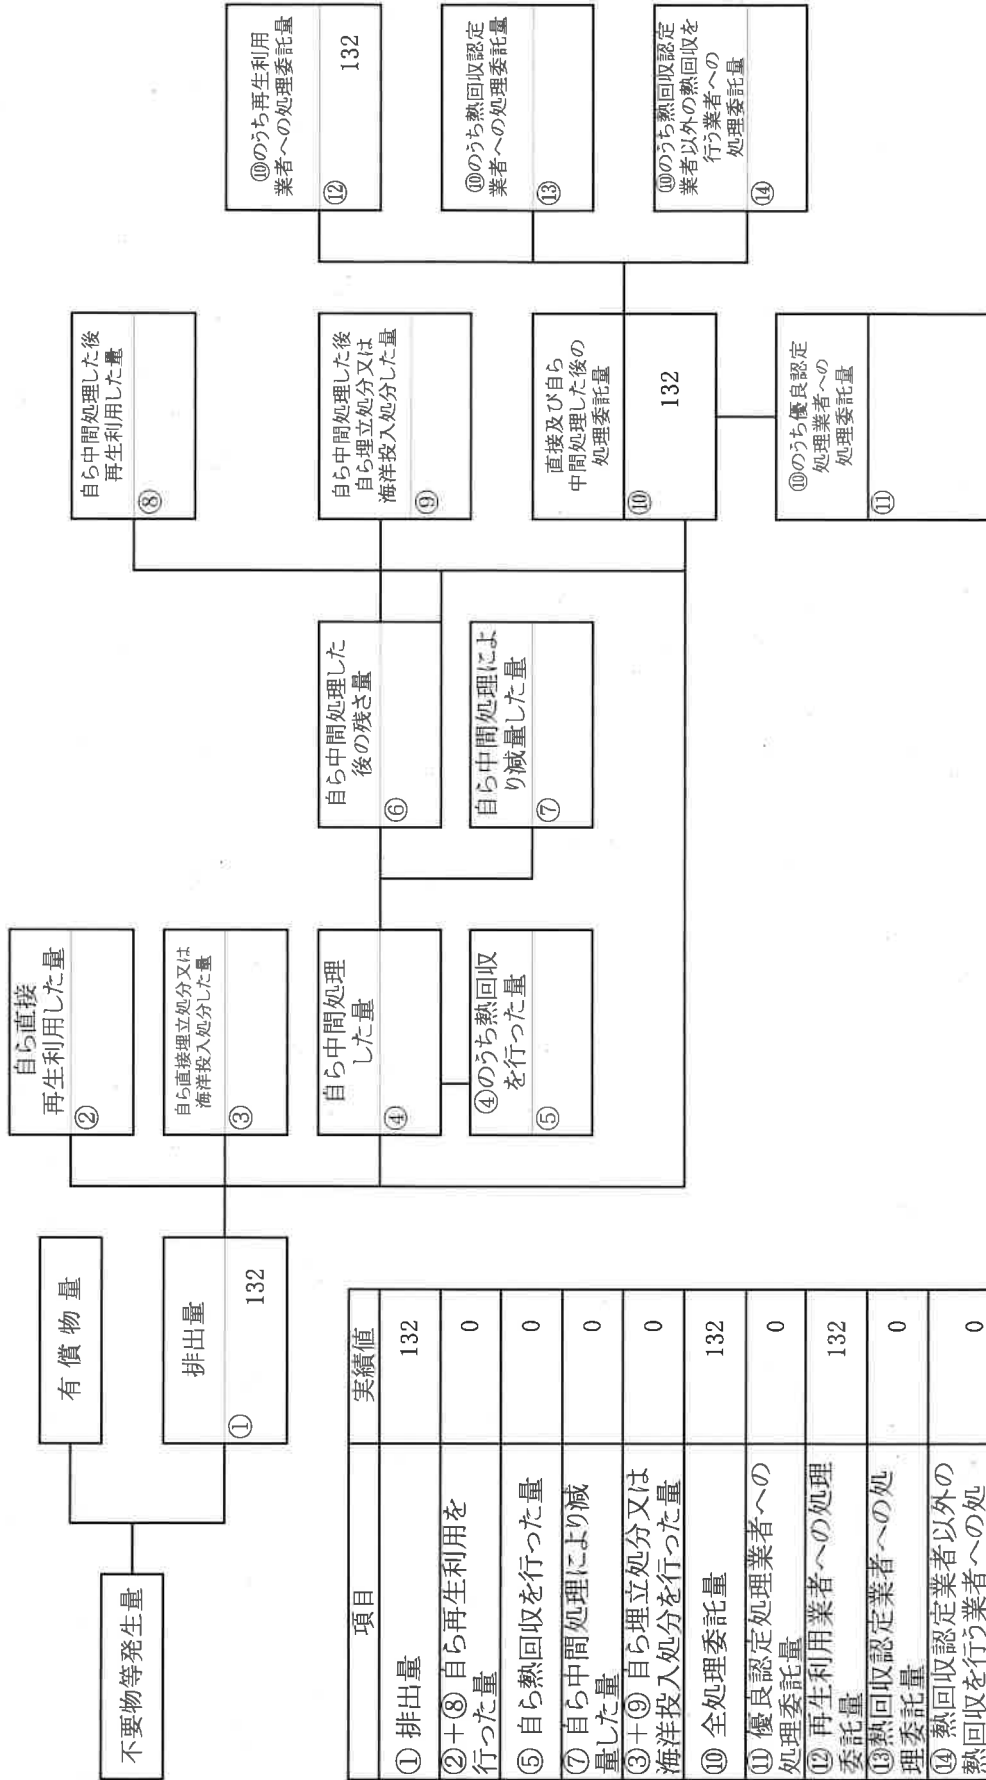 不要物等発生量
有償物量
排出量
①
132
自ら直接
再生利用した量
②
自ら直接埋立処分又は
海洋投入処分した量
③
自ら中間処理
した量
④
④のうち熱回収
を行った量
⑤
自ら中間処理した
後の残さ量
⑥
自ら中間処理によ
り減量した量
⑦
自ら中間処理した後
再生利用した量
⑧
自ら中間処理した後
自ら埋立処分又は
海洋投入処分した量
⑨
直接及び自ら
中間処理した後の
処理委託量
⑩
132
⑩のうち優良認定
処理業者への
処理委託量
⑪
⑩のうち再生利用
業者への処理委託量
⑫
132
⑩のうち熱回収認定
業者への処理委託量
⑬
⑩のうち熱回収認定
業者以外の熱回収を
行う業者への
処理委託量
⑭
項目 実績値
① 排出量 132
②+⑧ 自ら再生利用を
行った量 0
⑤ 自ら熱回収を行った量 0
⑦ 自ら中間処理により減
量した量 0
③+⑨ 自ら埋立処分又は
海洋投入処分を行った量 0
⑩ 全処理委託量 132
⑪ 優良認定処理業者への
処理委託量 0
⑫ 再生利用業者への処理
委託量 132
⑬熱回収認定業者への処
理委託量 0
⑭ 熱回収認定業者以外の
熱回収を行う業者への処 0